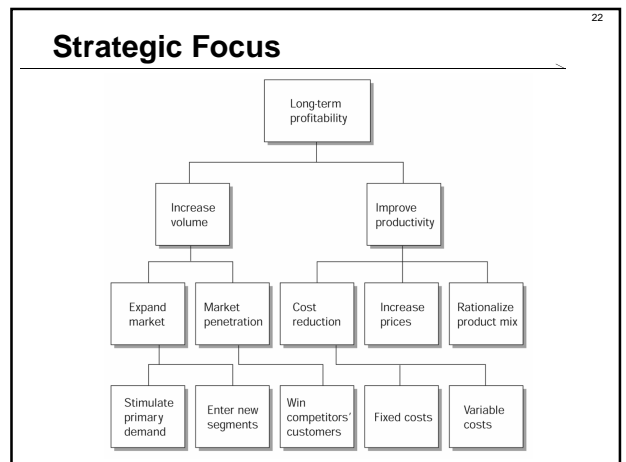 22
Strategic Focus
Long-term
profitability
Increase
volume
Improve
productivity
Expand
market
Market
penetration
Cost
reduction
Increase
prices
Rationalize
product mix
Stimulate
primary
demand
Enter new
segments
Win
competitors'
customers
Fixed costs
Variable
costs